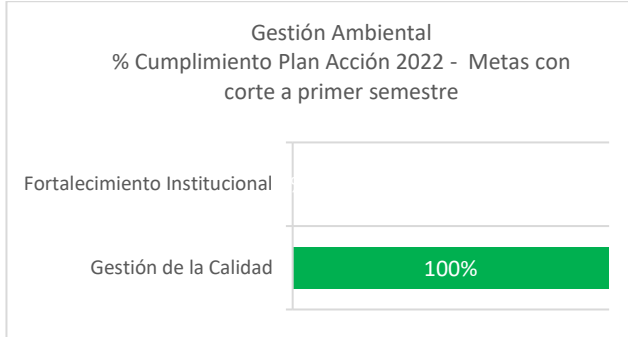 Gestión Ambiental
% Cumplimiento Plan Acción 2022 - Metas con
corte a primer semestre
Fortalecimiento Institucional
Gestión de la Calidad
100%